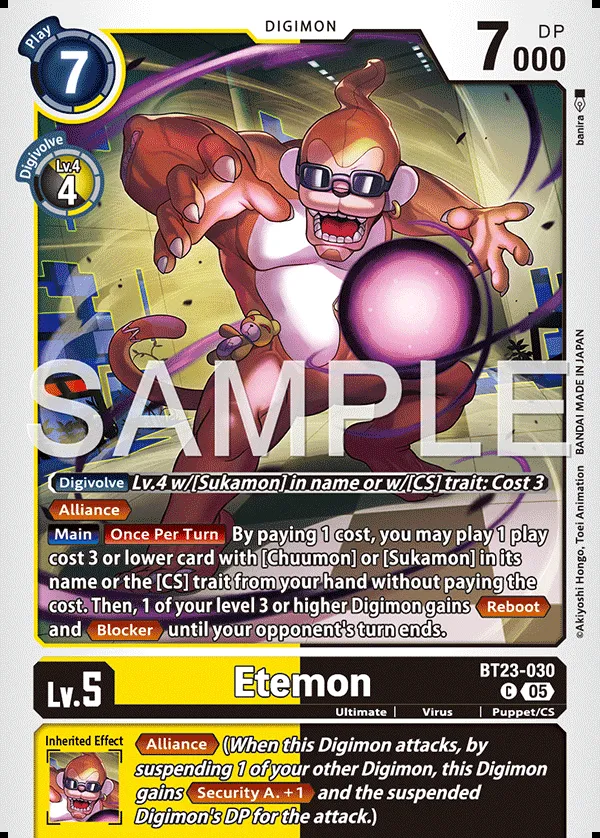 DIGIMON
Play
7
7000
DP
Digivolve
Lv.4
4
banira
SAMPLE
©Akiyoshi Hongo, Toei Animation BANDAI MADE IN JAPAN
Digivolve Lv.4 w/[Sukamon] in name or w/[CS] trait: Cost 3
Alliance
Main Once Per Turn By paying 1 cost, you may play 1 play
cost 3 or lower card with [Chuumon] or [Sukamon] in its
name or the [CS] trait from your hand without paying the
cost. Then, 1 of your level 3 or higher Digimon gains Reboot
and Blocker until your opponent's turn ends.
Lv.5
Etemon
BT23-030
C 05
Ultimate | Virus | Puppet/CS
Inherited Effect
Alliance (When this Digimon attacks, by
suspending 1 of your other Digimon, this Digimon
gains Security A. +1 and the suspended
Digimon's DP for the attack.)